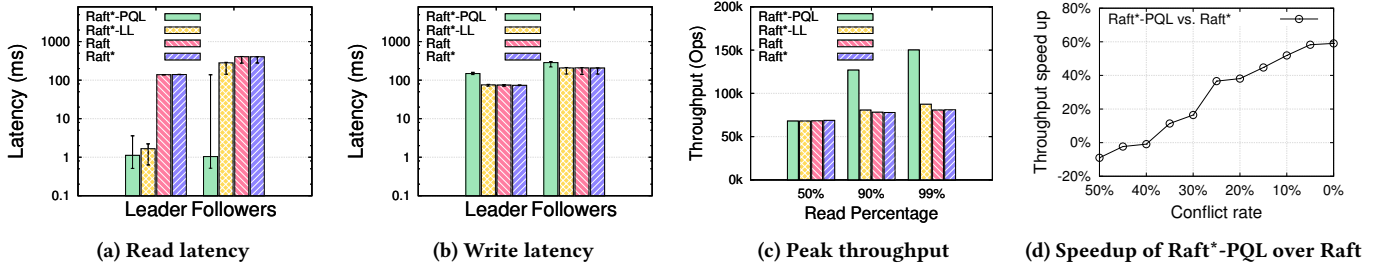 Raft*-PQL
Raft*-LL
Raft
Raft*
1000
100
10
1
0.1
Latency (ms)
Leader Followers
(a) Read latency
Raft*-PQL
Raft*-LL
Raft
Raft*
1000
100
10
1
0.1
Latency (ms)
Leader Followers
(b) Write latency
Raft*-PQL
Raft*-LL
Raft
Raft*
200k
150k
100k
50k
0k
Throughput (Ops)
50% 90% 99%
Read Percentage
(c) Peak throughput
Raft*-PQL vs. Raft*
80%
60%
40%
20%
0%
-20%
Throughput speed up
50% 40% 30% 20% 10% 0%
Conflict rate
(d) Speedup of Raft*-PQL over Raft